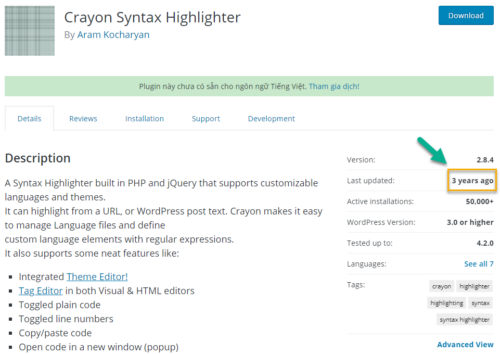 Crayon Syntax Highlighter
By Aram Kocharyan
Download
Plugin này chưa có sẵn cho ngôn ngữ Tiếng Việt. Tham gia dịch!
Details
Reviews
Installation
Support
Development
Description
A Syntax Highlighter built in PHP and jQuery that supports customizable
languages and themes.
It can highlight from a URL, or WordPress post text. Crayon makes it easy
to manage Language files and define
custom language elements with regular expressions.
It also supports some neat features like:
Integrated Theme Editor!
Tag Editor in both Visual & HTML editors
Toggled plain code
Toggled line numbers
Copy/paste code
Open code in a new window (popup)
Version: 2.8.4
Last updated: 3 years ago
Active installations: 50,000+
WordPress Version: 3.0 or higher
Tested up to: 4.2.0
Languages: See all 7
Tags: crayon highlighter
highlighting syntax
syntax highlighter
Advanced View